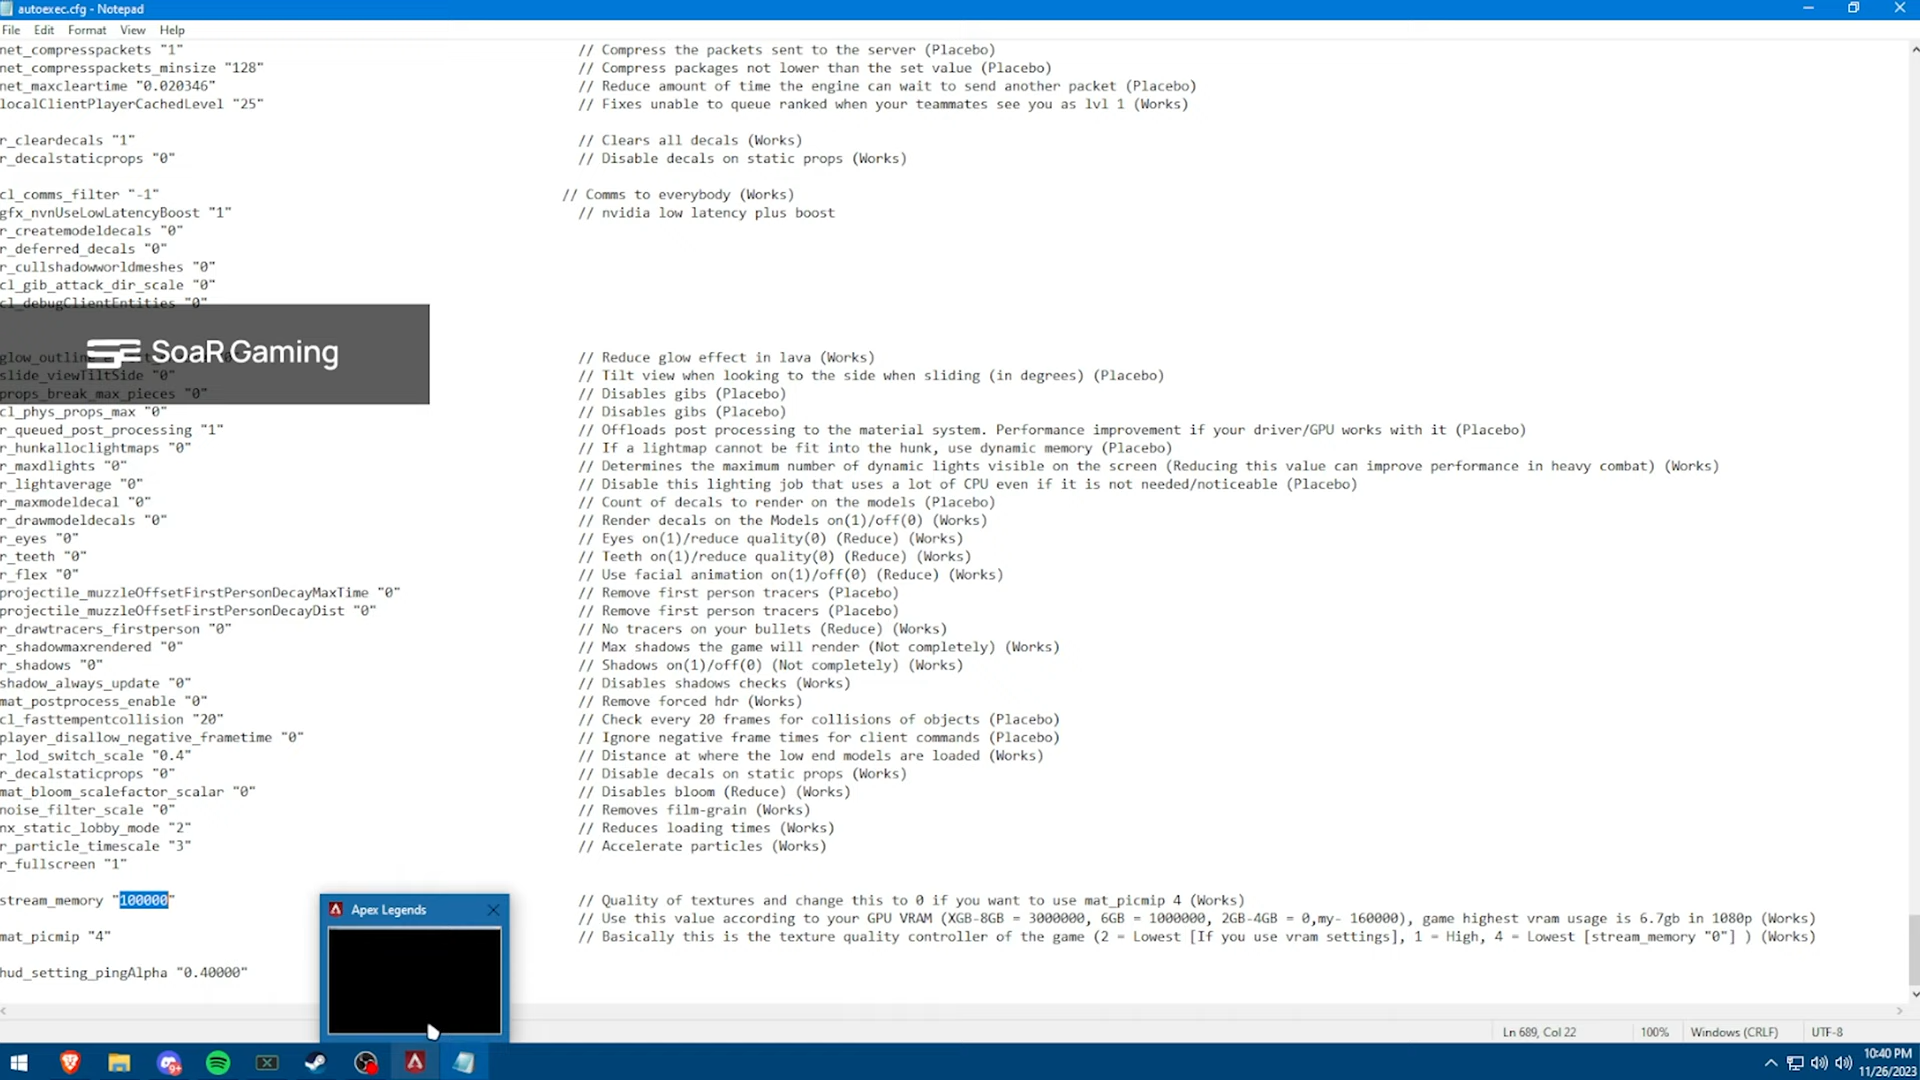 autoexec.cfg - Notepad
File Edit Format View Help
net_compresspackets "1" // Compress the packets sent to the server (Placebo)
net_compresspackets_minsize "128" // Compress packages not lower than the set value (Placebo)
net_maxcleartime "0.020346" // Reduce amount of time the engine can wait to send another packet (Placebo)
localClientPlayerCachedLevel "25" // Fixes unable to queue ranked when your teammates see you as lvl 1 (Works)
r_cleardecals "1" // Clears all decals (Works)
r_decalstaticprops "0" // Disable decals on static props (Works)
cl_comms_filter "-1" // Comms to everybody (Works)
gfx_nvnUseLowLatencyBoost "1" // nvidia low latency plus boost
r_createmodeldecals "0"
r_deferred_decals "0"
r_cullshadowworldmeshes "0"
cl_gib_attack_dir_scale "0"
cl_debugClientEntities "0"
SoaR Gaming
glow_outline // Reduce glow effect in lava (Works)
slide_viewTiltSide "0" // Tilt view when looking to the side when sliding (in degrees) (Placebo)
props_break_max_pieces "0" // Disables gibs (Placebo)
cl_phys_props_max "0" // Disables gibs (Placebo)
r_queued_post_processing "1" // Offloads post processing to the material system. Performance improvement if your driver/GPU works with it (Placebo)
r_hunkalloclightmaps "0" // If a lightmap cannot be fit into the hunk, use dynamic memory (Placebo)
r_maxdlights "0" // Determines the maximum number of dynamic lights visible on the screen (Reducing this value can improve performance in heavy combat) (Works)
r_lightaverage "0" // Disable this lighting job that uses a lot of CPU even if it is not needed/noticeable (Placebo)
r_maxmodeldecal "0" // Count of decals to render on the models (Placebo)
r_drawmodeldecals "0" // Render decals on the Models on(1)/off(0) (Works)
r_eyes "0" // Eyes on(1)/reduce quality(0) (Reduce) (Works)
r_teeth "0" // Teeth on(1)/reduce quality(0) (Reduce) (Works)
r_flex "0" // Use facial animation on(1)/off(0) (Reduce) (Works)
projectile_muzzleOffsetFirstPersonDecayMaxTime "0" // Remove first person tracers (Placebo)
projectile_muzzleOffsetFirstPersonDecayDist "0" // Remove first person tracers (Placebo)
r_drawtracers_firstperson "0" // No tracers on your bullets (Reduce) (Works)
r_shadowmaxrendered "0" // Max shadows the game will render (Not completely) (Works)
r_shadows "0" // Shadows on(1)/off(0) (Not completely) (Works)
shadow_always_update "0" // Disables shadows checks (Works)
mat_postprocess_enable "0" // Remove forced hdr (Works)
cl_fasttempentcollision "20" // Check every 20 frames for collisions of objects (Placebo)
player_disallow_negative_frametime "0" // Ignore negative frame times for client commands (Placebo)
r_lod_switch_scale "0.4" // Distance at where the low end models are loaded (Works)
r_decalstaticprops "0" // Disable decals on static props (Works)
mat_bloom_scalefactor_scalar "0" // Disables bloom (Reduce) (Works)
noise_filter_scale "0" // Removes film-grain (Works)
nx_static_lobby_mode "2" // Reduces loading times (Works)
r_particle_timescale "3" // Accelerate particles (Works)
r_fullscreen "1"
stream_memory "100000" // Quality of textures and change this to 0 if you want to use mat_picmip 4 (Works)
// Use this value according to your GPU VRAM (XGB-8GB = 3000000, 6GB = 1000000, 2GB-4GB = 0,my- 160000), game highest vram usage is 6.7gb in 1080p (Works)
mat_picmip "4" // Basically this is the texture quality controller of the game (2 = Lowest [If you use vram settings], 1 = High, 4 = Lowest [stream_memory "0"] ) (Works)
hud_setting_pingAlpha "0.40000"
Apex Legends
Ln 689, Col 22 100% Windows (CRLF) UTF-8
9+
10:40 PM
11/26/2023